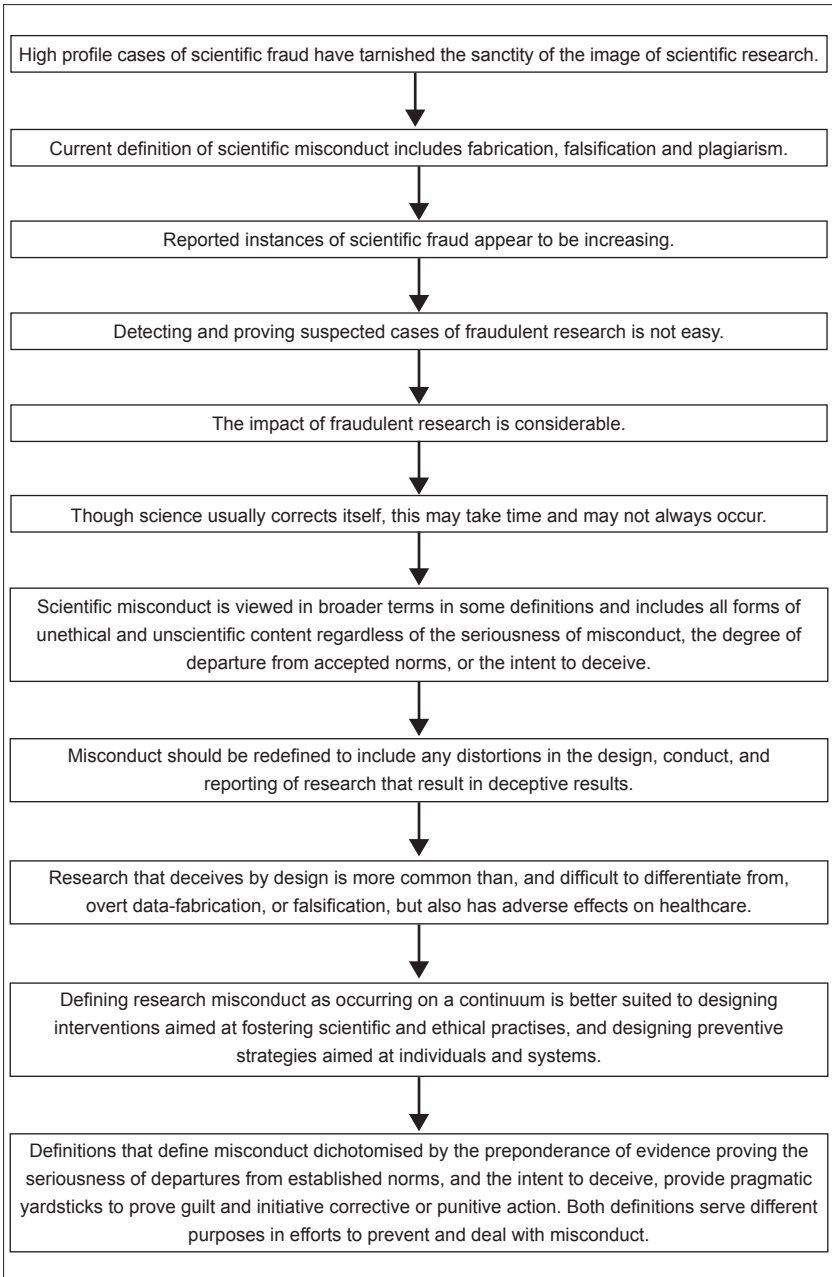 High profile cases of scientific fraud have tarnished the sanctity of the image of scientific research.
Current definition of scientific misconduct includes fabrication, falsification and plagiarism.
Reported instances of scientific fraud appear to be increasing.
Detecting and proving suspected cases of fraudulent research is not easy.
The impact of fraudulent research is considerable.
Though science usually corrects itself, this may take time and may not always occur.
Scientific misconduct is viewed in broader terms in some definitions and includes all forms of
unethical and unscientific content regardless of the seriousness of misconduct, the degree of
departure from accepted norms, or the intent to deceive.
Misconduct should be redefined to include any distortions in the design, conduct, and
reporting of research that result in deceptive results.
Research that deceives by design is more common than, and difficult to differentiate from,
overt data-fabrication, or falsification, but also has adverse effects on healthcare.
Defining research misconduct as occurring on a continuum is better suited to designing
interventions aimed at fostering scientific and ethical practises, and designing preventive
strategies aimed at individuals and systems.
Definitions that define misconduct dichotomised by the preponderance of evidence proving the
seriousness of departures from established norms, and the intent to deceive, provide pragmatic
yardsticks to prove guilt and initiative corrective or punitive action. Both definitions serve different
purposes in efforts to prevent and deal with misconduct.